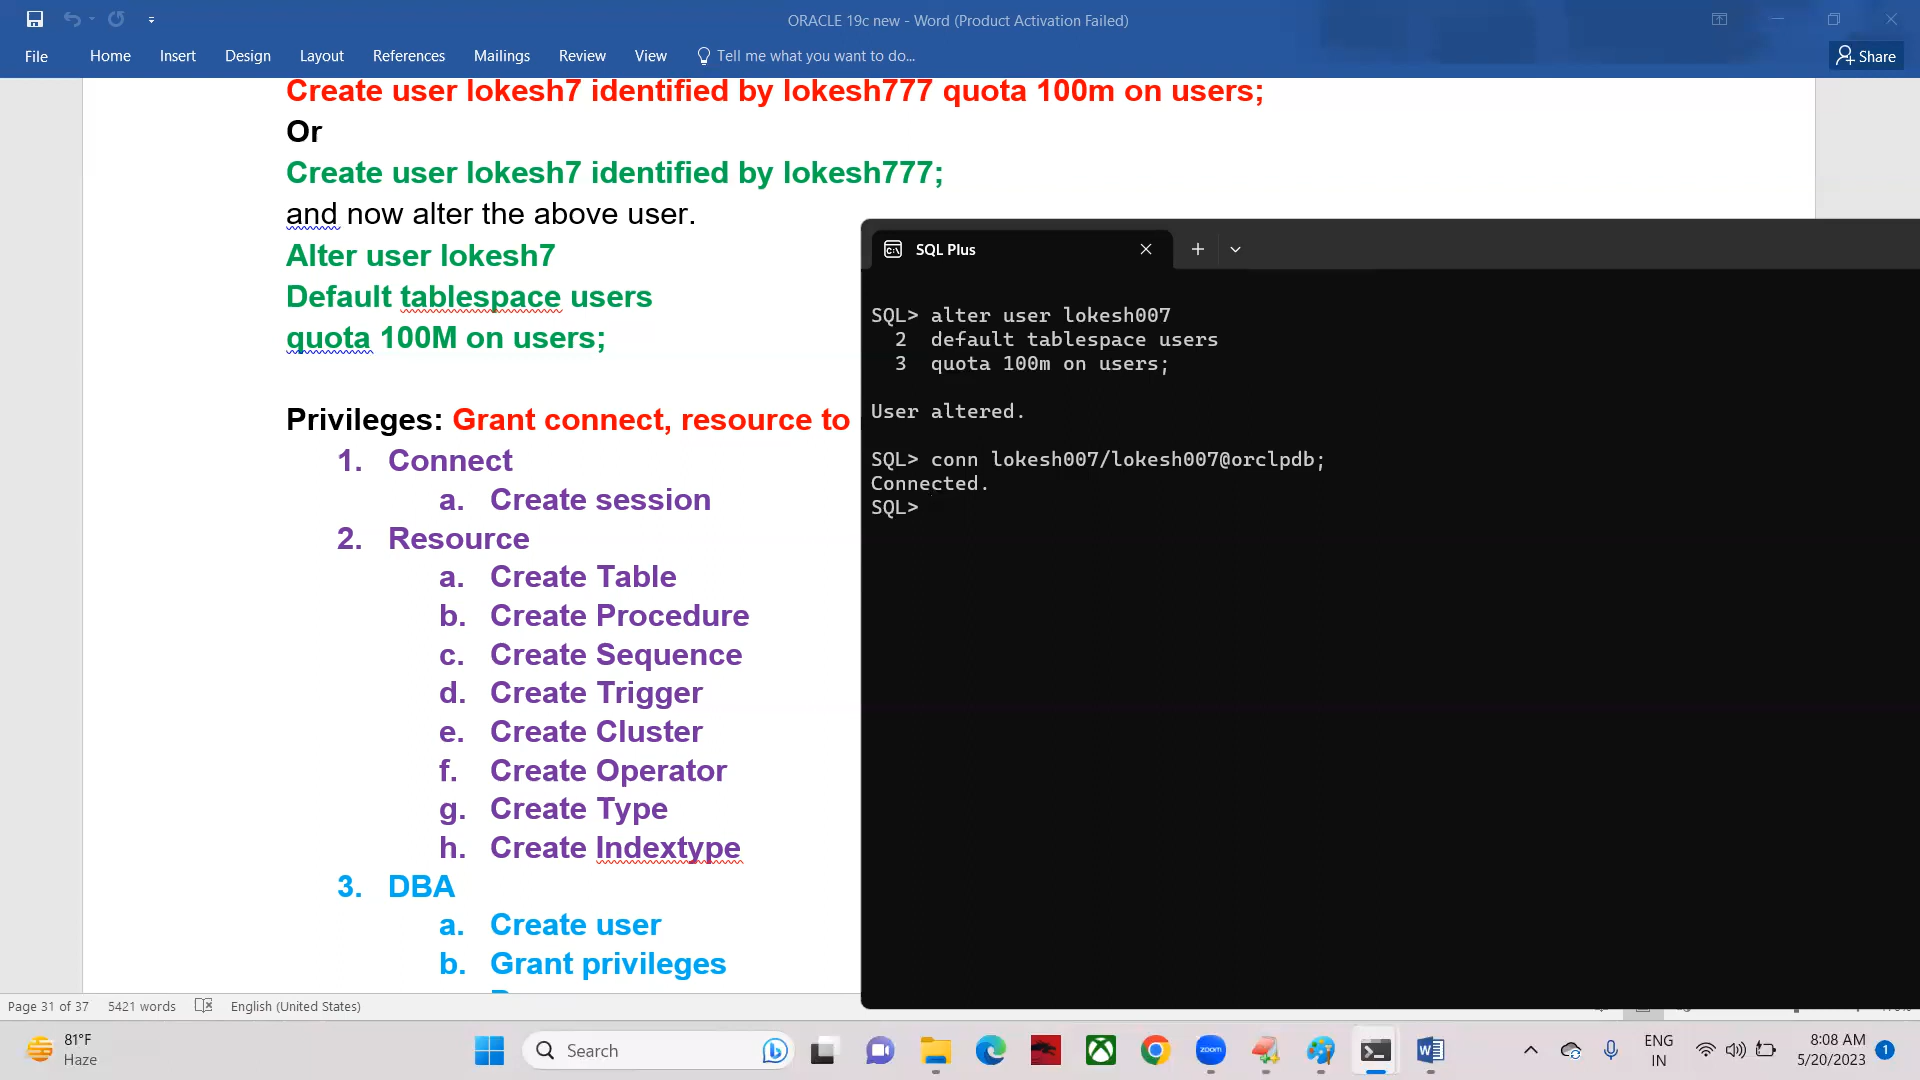 ORACLE 19c new - Word (Product Activation Failed)
File Home Insert Design Layout References Mailings Review View Tell me what you want to do... Share
Create user lokesh7 identified by lokesh777 quota 100m on users;
Or
Create user lokesh7 identified by lokesh777;
and now alter the above user.
Alter user lokesh7
Default tablespace users
quota 100M on users;
Privileges: Grant connect, resource to
1. Connect
a. Create session
2. Resource
a. Create Table
b. Create Procedure
c. Create Sequence
d. Create Trigger
e. Create Cluster
f. Create Operator
g. Create Type
h. Create Indextype
3. DBA
a. Create user
b. Grant privileges
SQL Plus
SQL> alter user lokesh007
2 default tablespace users
3 quota 100m on users;
User altered.
SQL> conn lokesh007/lokesh007@orclpdb;
Connected.
SQL>
Page 31 of 37 5421 words English (United States)
81°F
Haze
Search
zoom
ENG
IN
8:08 AM
5/20/2023
1